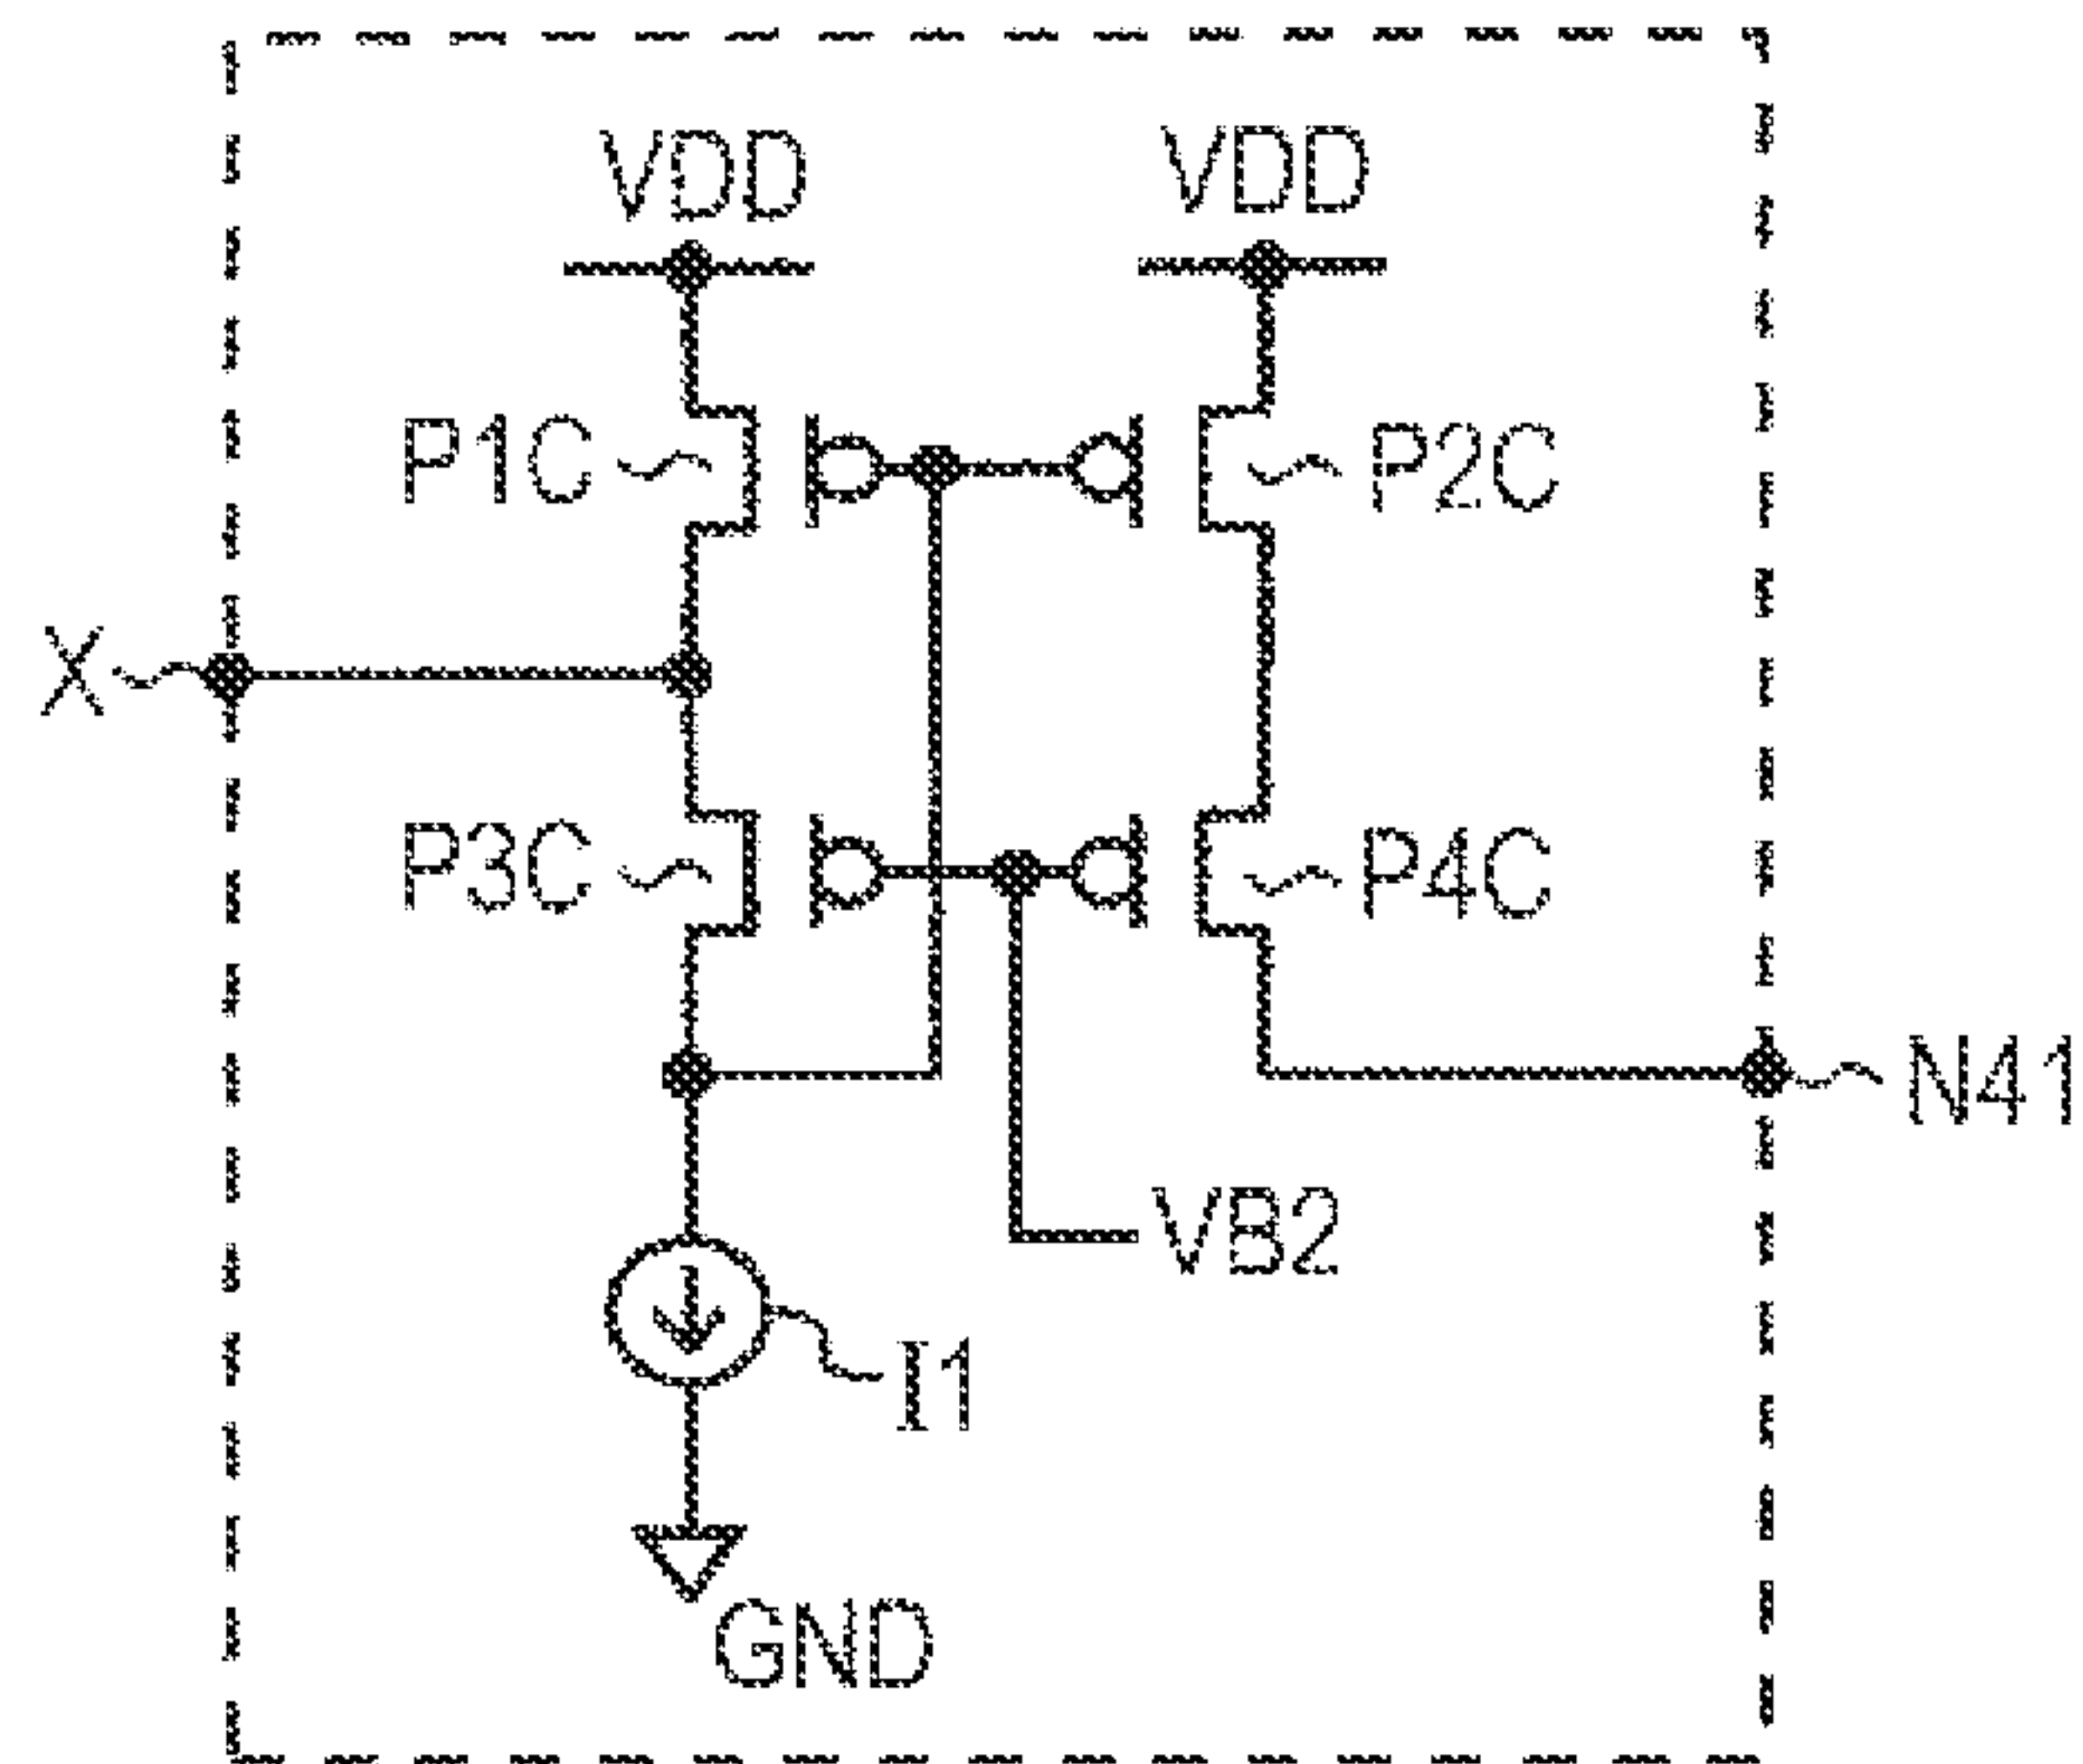 VDD VDD
P1C P2C
X
P3C P4C
N41
VB2
I1
GND